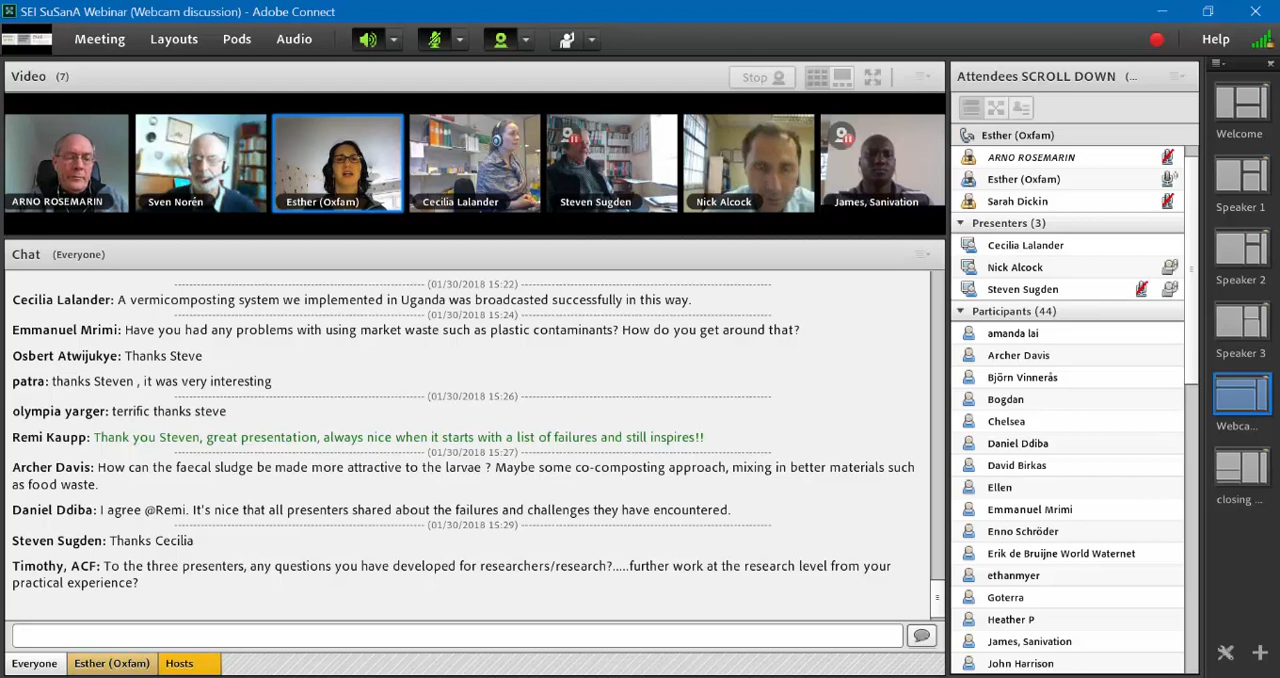 SEI SuSanA Webinar (Webcam discussion) - Adobe Connect
Meeting Layouts Pods Audio Help
Video (7)
Stop
ARNO ROSEMARIN
Sven Norén
Esther (Oxfam)
Cecilia Lalander
Steven Sugden
Nick Alcock
James, Sanivation
Chat (Everyone)
(01/30/2018 15:22)
Cecilia Lalander: A vermicomposting system we implemented in Uganda was broadcasted successfully in this way.
(01/30/2018 15:24)
Emmanuel Mrimi: Have you had any problems with using market waste such as plastic contaminants? How do you get around that?
Osbert Atwijukye: Thanks Steve
patra: thanks Steven , it was very interesting
(01/30/2018 15:26)
olympia yarger: terrific thanks steve
Remi Kaupp: Thank you Steven, great presentation, always nice when it starts with a list of failures and still inspires!!
(01/30/2018 15:27)
Archer Davis: How can the faecal sludge be made more attractive to the larvae ? Maybe some co-composting approach, mixing in better materials such
as food waste.
Daniel Ddiba: I agree @Remi. It's nice that all presenters shared about the failures and challenges they have encountered.
(01/30/2018 15:29)
Steven Sugden: Thanks Cecilia
Timothy, ACF: To the three presenters, any questions you have developed for researchers/research?.....further work at the research level from your
practical experience?
Everyone
Esther (Oxfam)
Hosts
Attendees SCROLL DOWN (...
Esther (Oxfam)
ARNO ROSEMARIN
Esther (Oxfam)
Sarah Dickin
Presenters (3)
Cecilia Lalander
Nick Alcock
Steven Sugden
Participants (44)
amanda lai
Archer Davis
Björn Vinnerås
Bogdan
Chelsea
Daniel Ddiba
David Birkas
Ellen
Emmanuel Mrimi
Enno Schröder
Erik de Bruijne World Waternet
ethanmyer
Goterra
Heather P
James, Sanivation
John Harrison
Welcome
Speaker 1
Speaker 2
Speaker 3
Webca...
closing ...